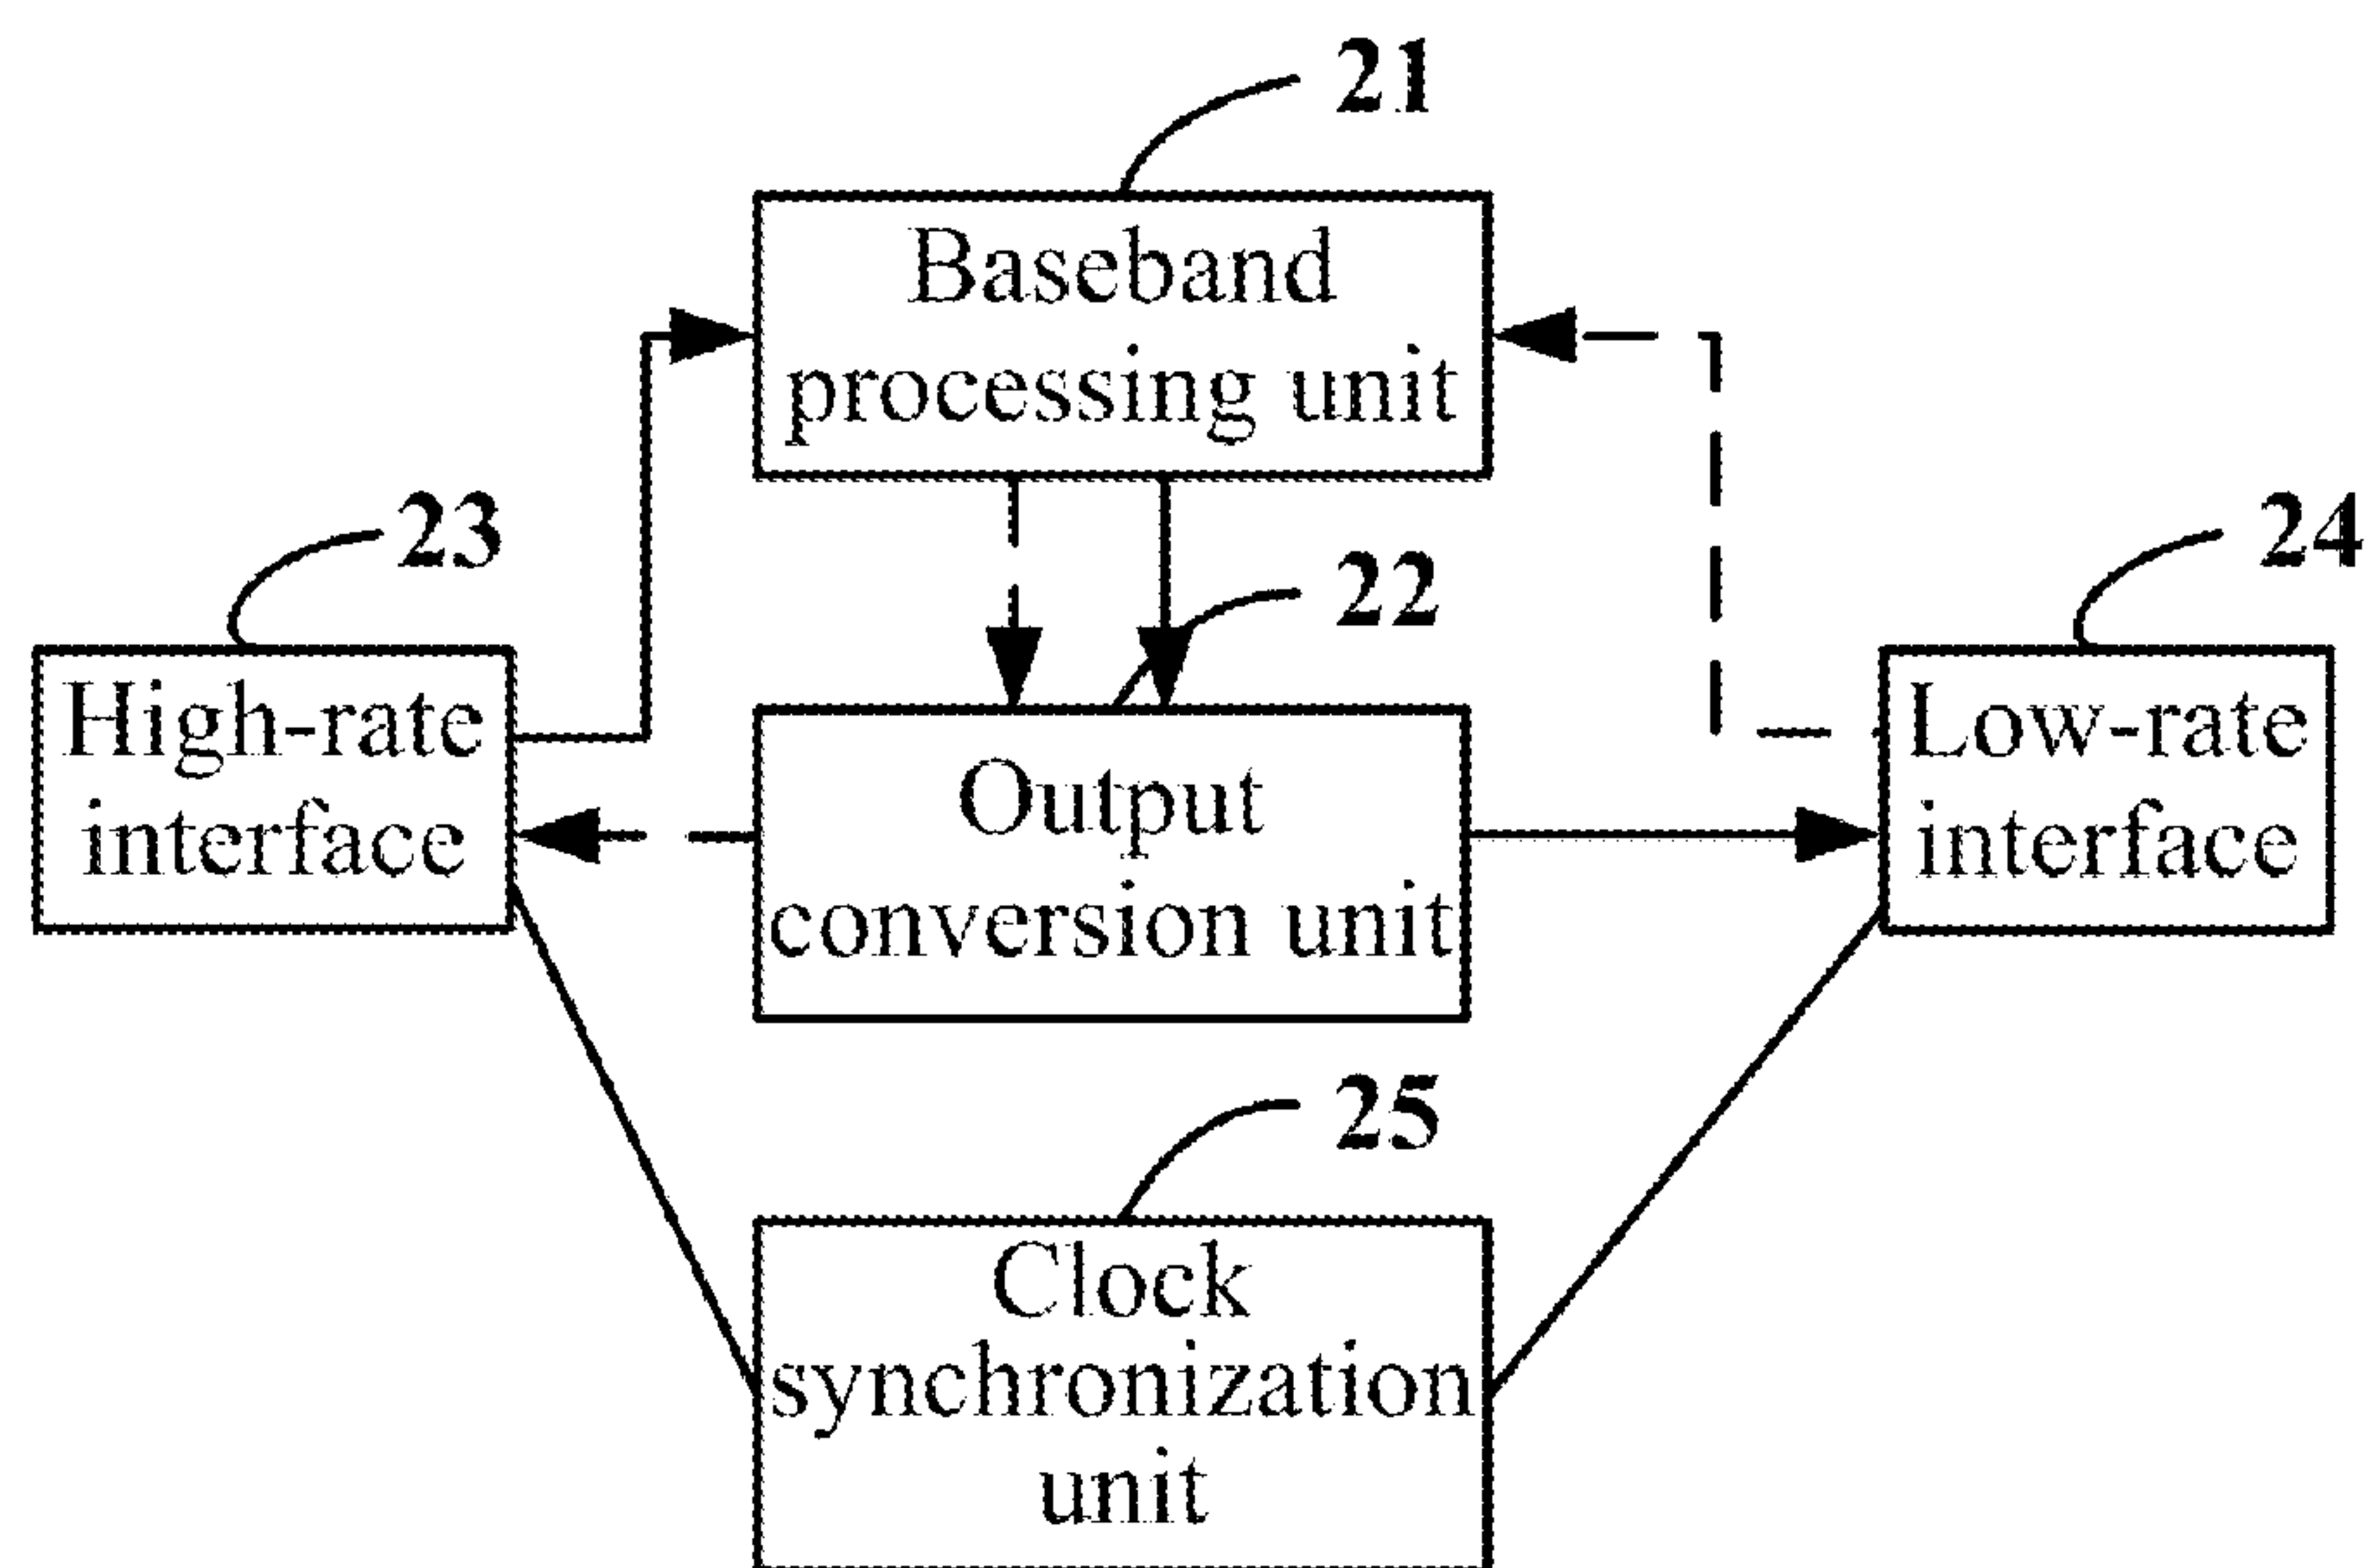 21
Baseband
processing unit
23
22
24
High-rate
interface
Output
conversion unit
Low-rate
interface
25
Clock
synchronization
unit